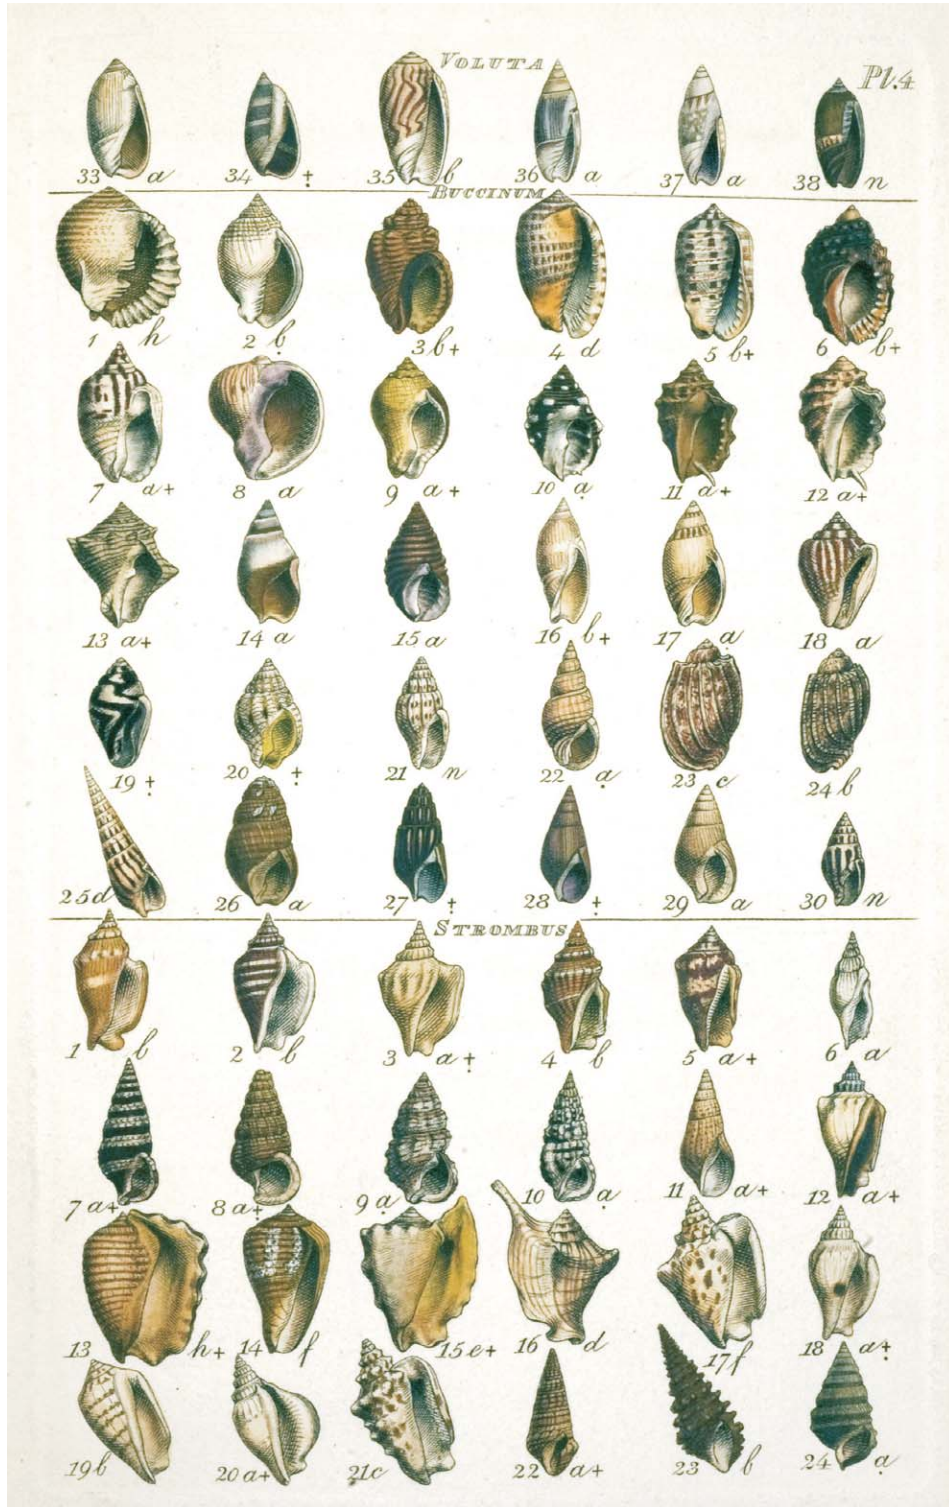 VOLUTA
Pl.4
33 a 34 + 35 b 36 a 37 a 38 n
BUCCINUM
1 h 2 b 3 b+ 4 d 5 b+ 6 b+
7 a+ 8 a 9 a+ 10 a 11 a+ 12 a+
13 a+ 14 a 15 a 16 b+ 17 a 18 a
19 + 20 + 21 n 22 a 23 c 24 b
25 d 26 a 27 + 28 + 29 a 30 n
STROMBUS
1 b 2 b 3 a+ 4 b 5 a+ 6 a
7 a+ 8 a+ 9 a 10 a 11 a+ 12 a+
13 h+ 14 f 15 e+ 16 d 17 f 18 a+
19 b 20 a+ 21 c 22 a+ 23 b 24 a